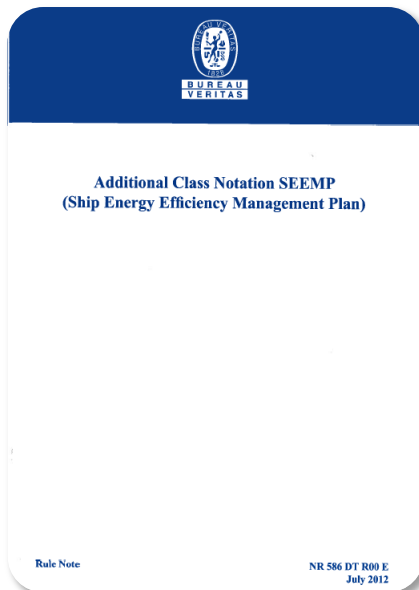 BUREAU VERITAS
1828
BUREAU
VERITAS
Additional Class Notation SEEMP
(Ship Energy Efficiency Management Plan)
Rule Note
NR 586 DT R00 E
July 2012